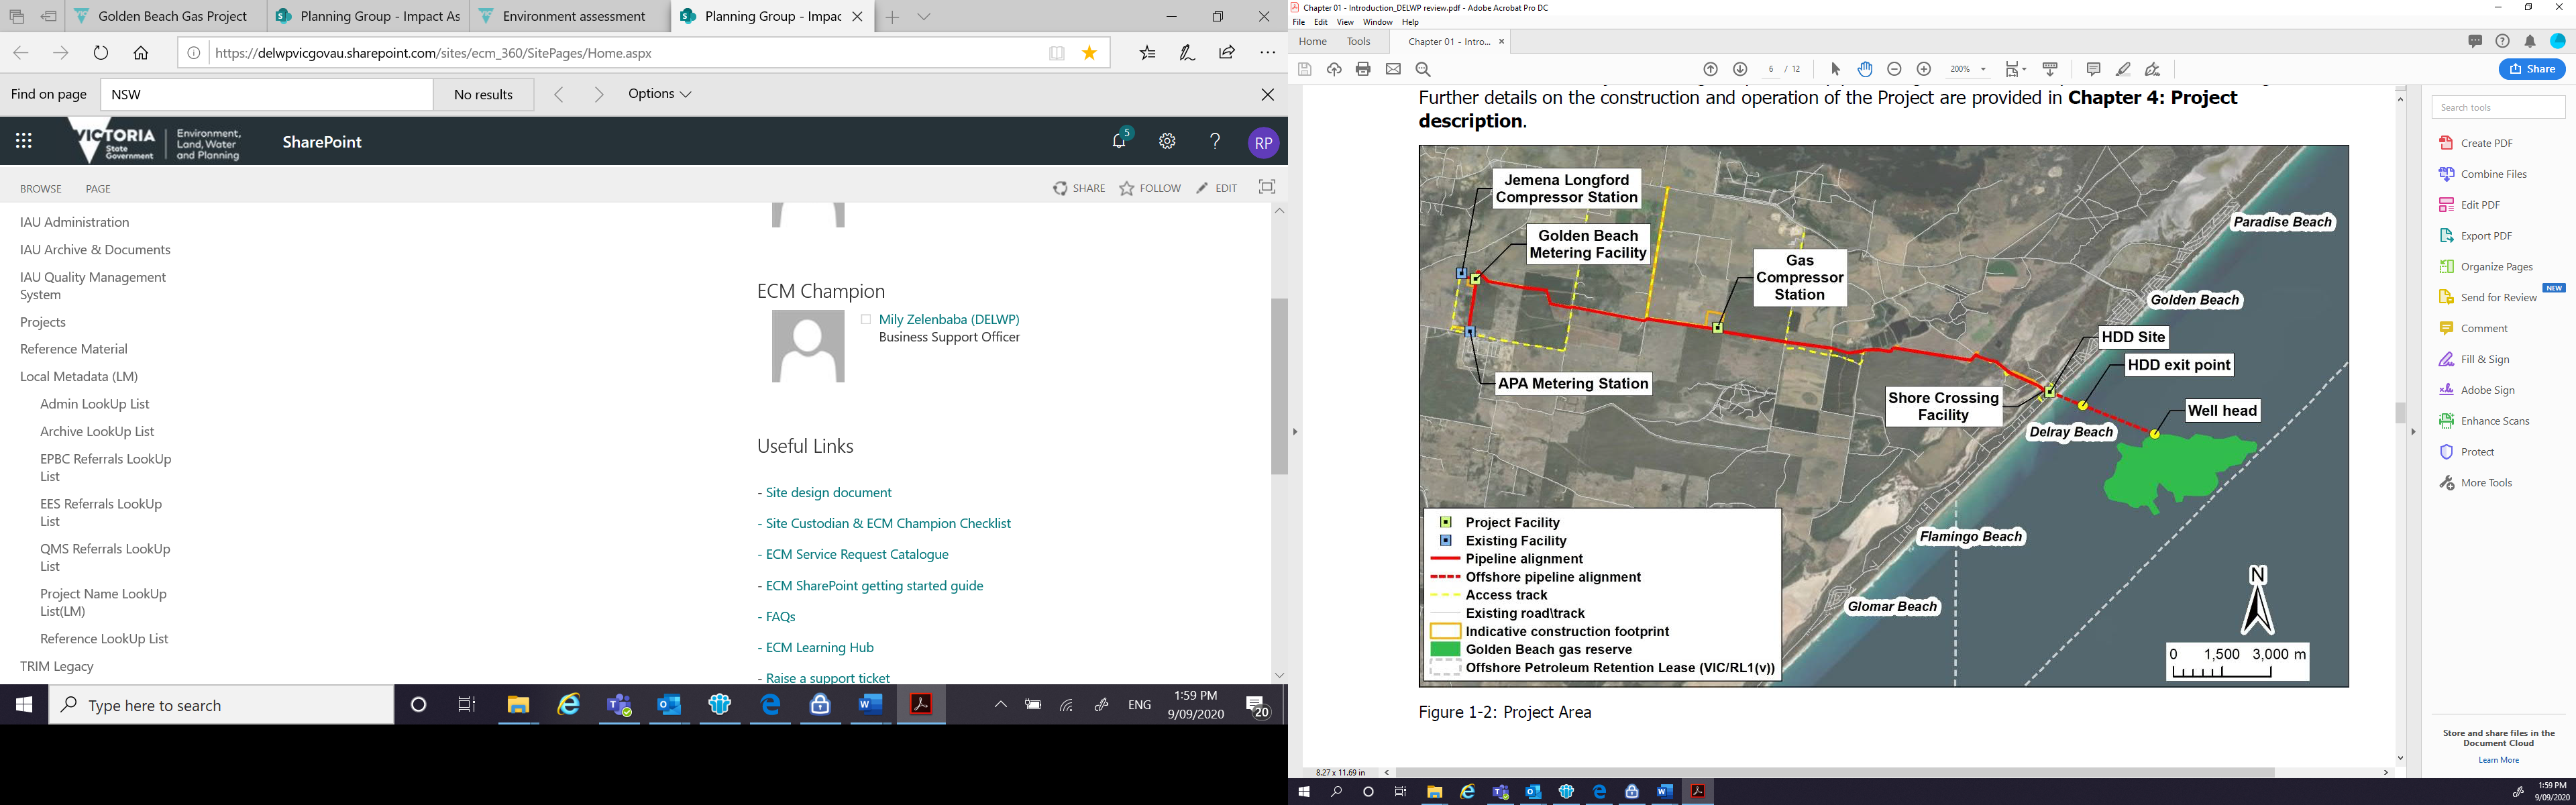 Golden Beach Gas Project
Planning Group - Impact As
Environment assessment
Planning Group - Impac
https://delwpvicgovau.sharepoint.com/sites/ecm_360/SitePages/Home.aspx
Find on page
NSW
No results
Options
VICTORIA
State
Government
Environment,
Land, Water
and Planning
SharePoint
5
RP
BROWSE
PAGE
SHARE
FOLLOW
EDIT
IAU Administration
IAU Archive & Documents
IAU Quality Management
System
Projects
Reference Material
Local Metadata (LM)
Admin LookUp List
Archive LookUp List
EPBC Referrals LookUp
List
EES Referrals LookUp
List
QMS Referrals LookUp
List
Project Name LookUp
List(LM)
Reference LookUp List
TRIM Legacy
ECM Champion
Mily Zelenbaba (DELWP)
Business Support Officer
Useful Links
- Site design document
- Site Custodian & ECM Champion Checklist
- ECM Service Request Catalogue
- ECM SharePoint getting started guide
- FAQs
- ECM Learning Hub
- Raise a support ticket
Type here to search
ENG
1:59 PM
9/09/2020
20
Chapter 01 - Introduction_DELWP review.pdf - Adobe Acrobat Pro DC
File Edit View Window Help
Home
Tools
Chapter 01 - Intro...
6 / 12
200%
Share
Further details on the construction and operation of the Project are provided in Chapter 4: Project
description.
Jemena Longford
Compressor Station
Golden Beach
Metering Facility
Gas
Compressor
Station
APA Metering Station
Paradise Beach
Golden Beach
HDD Site
HDD exit point
Shore Crossing
Facility
Well head
Delray Beach
Flamingo Beach
Glomar Beach
N
0 1,500 3,000 m
Project Facility
Existing Facility
Pipeline alignment
Offshore pipeline alignment
Access track
Existing road\track
Indicative construction footprint
Golden Beach gas reserve
Offshore Petroleum Retention Lease (VIC/RL1(v))
Figure 1-2: Project Area
8.27 x 11.69 in
Search tools
Create PDF
Combine Files
Edit PDF
Export PDF
Organize Pages
Send for Review
NEW
Comment
Fill & Sign
Adobe Sign
Enhance Scans
Protect
More Tools
Store and share files in the
Document Cloud
Learn More
1:59 PM
9/09/2020